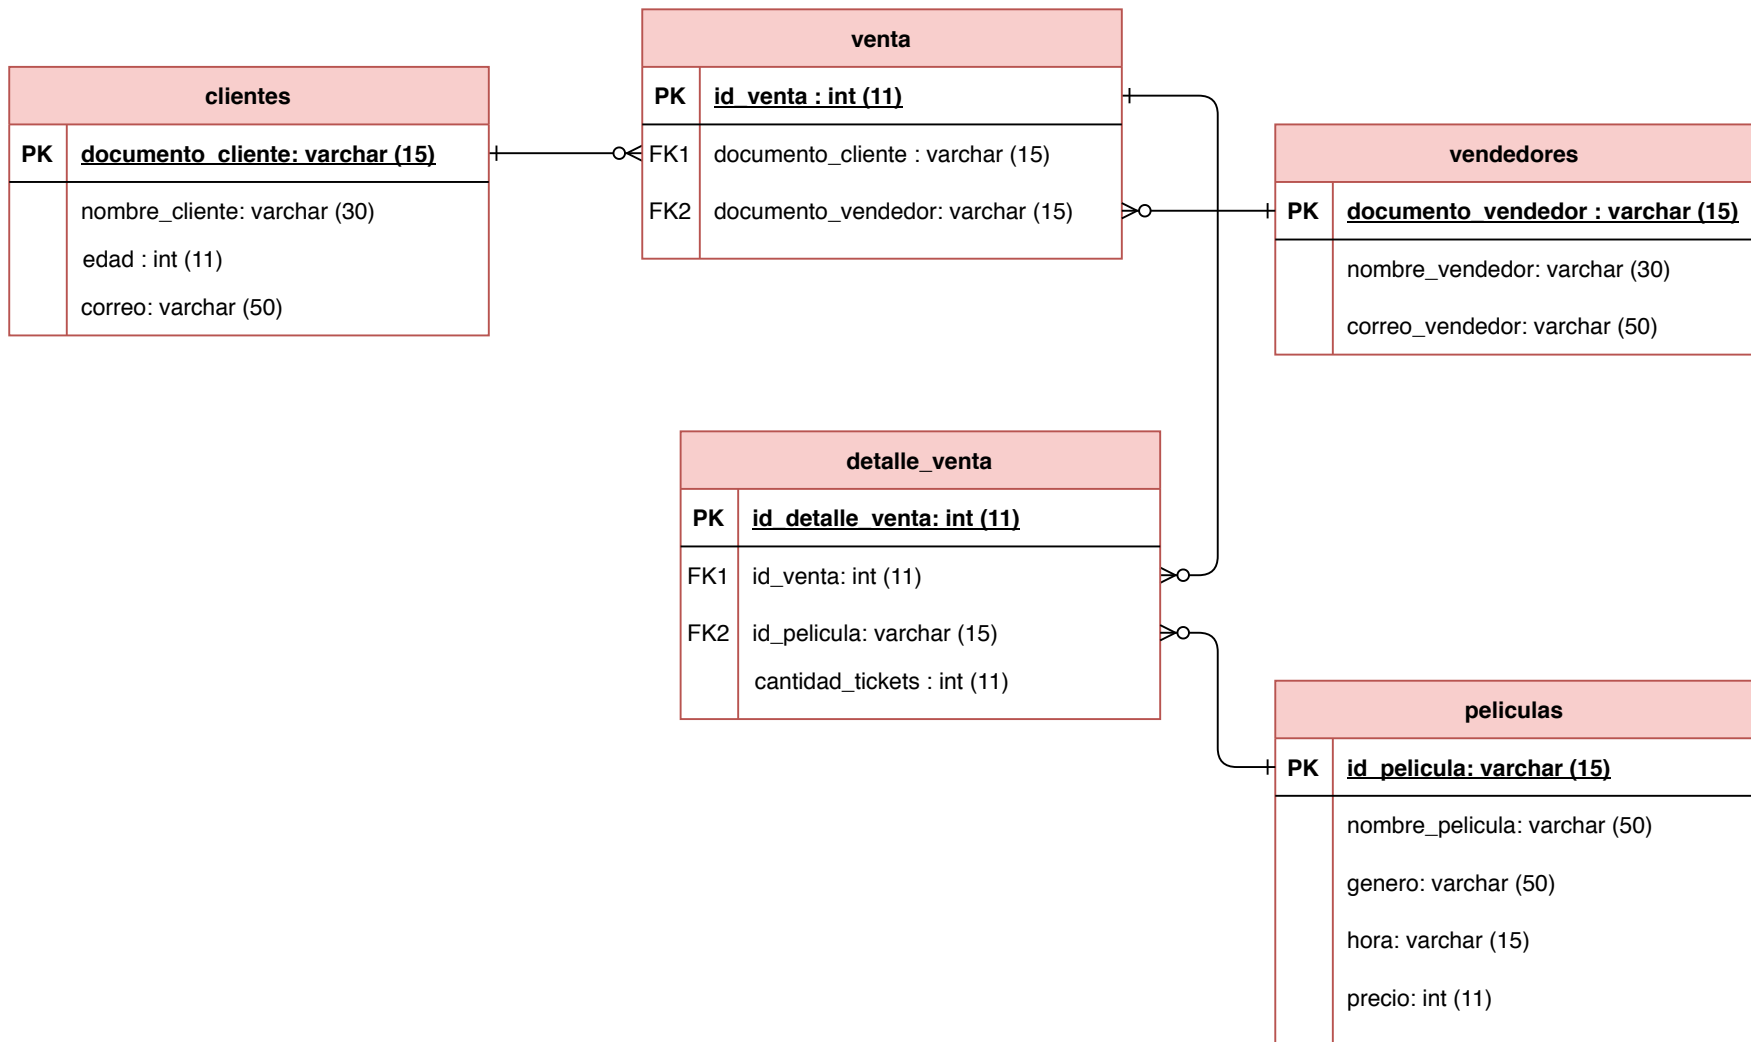 venta
PK id_venta : int (11)
FK1 documento_cliente : varchar (15)
FK2 documento_vendedor: varchar (15)
clientes
PK documento_cliente: varchar (15)
nombre_cliente: varchar (30)
edad : int (11)
correo: varchar (50)
vendedores
PK documento_vendedor : varchar (15)
nombre_vendedor: varchar (30)
correo_vendedor: varchar (50)
detalle_venta
PK id_detalle_venta: int (11)
FK1 id_venta: int (11)
FK2 id_pelicula: varchar (15)
cantidad_tickets : int (11)
peliculas
PK id_pelicula: varchar (15)
nombre_pelicula: varchar (50)
genero: varchar (50)
hora: varchar (15)
precio: int (11)